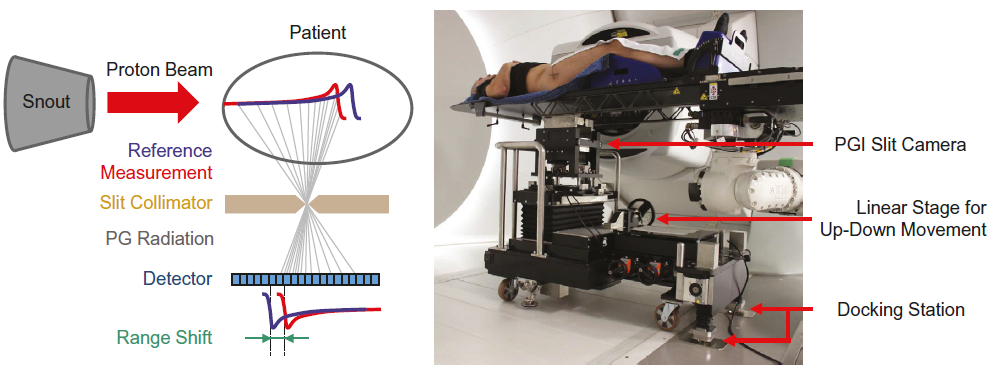 Patient
Snout
Proton Beam
Reference
Measurement
Slit Collimator
PG Radiation
Detector
Range Shift
PGI Slit Camera
Linear Stage for
Up-Down Movement
Docking Station